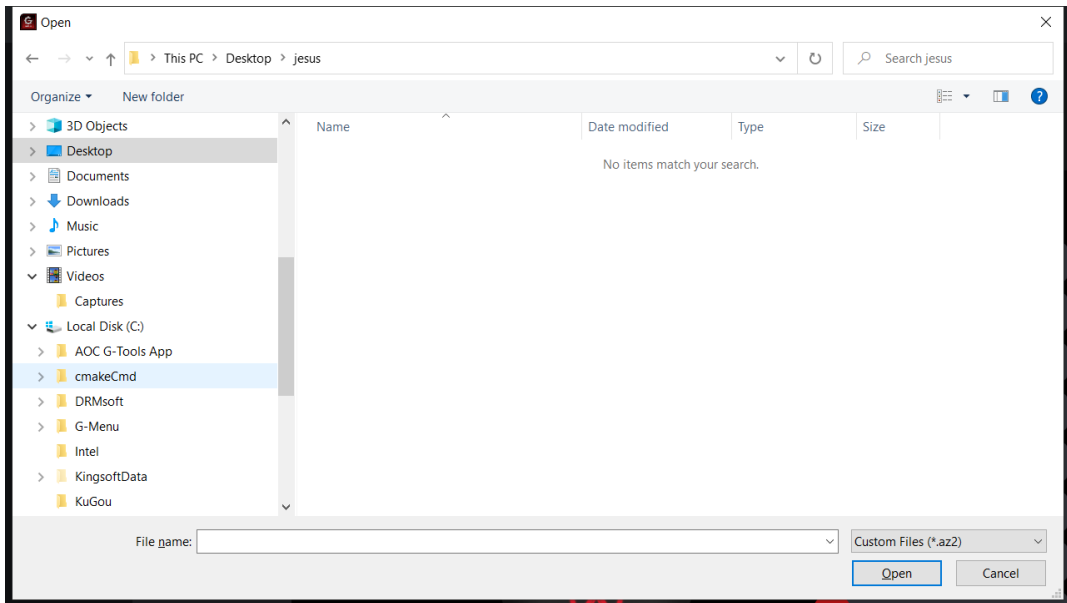 Open
This PC > Desktop > jesus
Search jesus
Organize
New folder
?
3D Objects
Desktop
Documents
Downloads
Music
Pictures
Videos
Captures
Local Disk (C:)
AOC G-Tools App
cmakeCmd
DRMsoft
G-Menu
Intel
KingsoftData
KuGou
Name
Date modified
Type
Size
No items match your search.
File name:
Custom Files (*.az2)
Open
Cancel